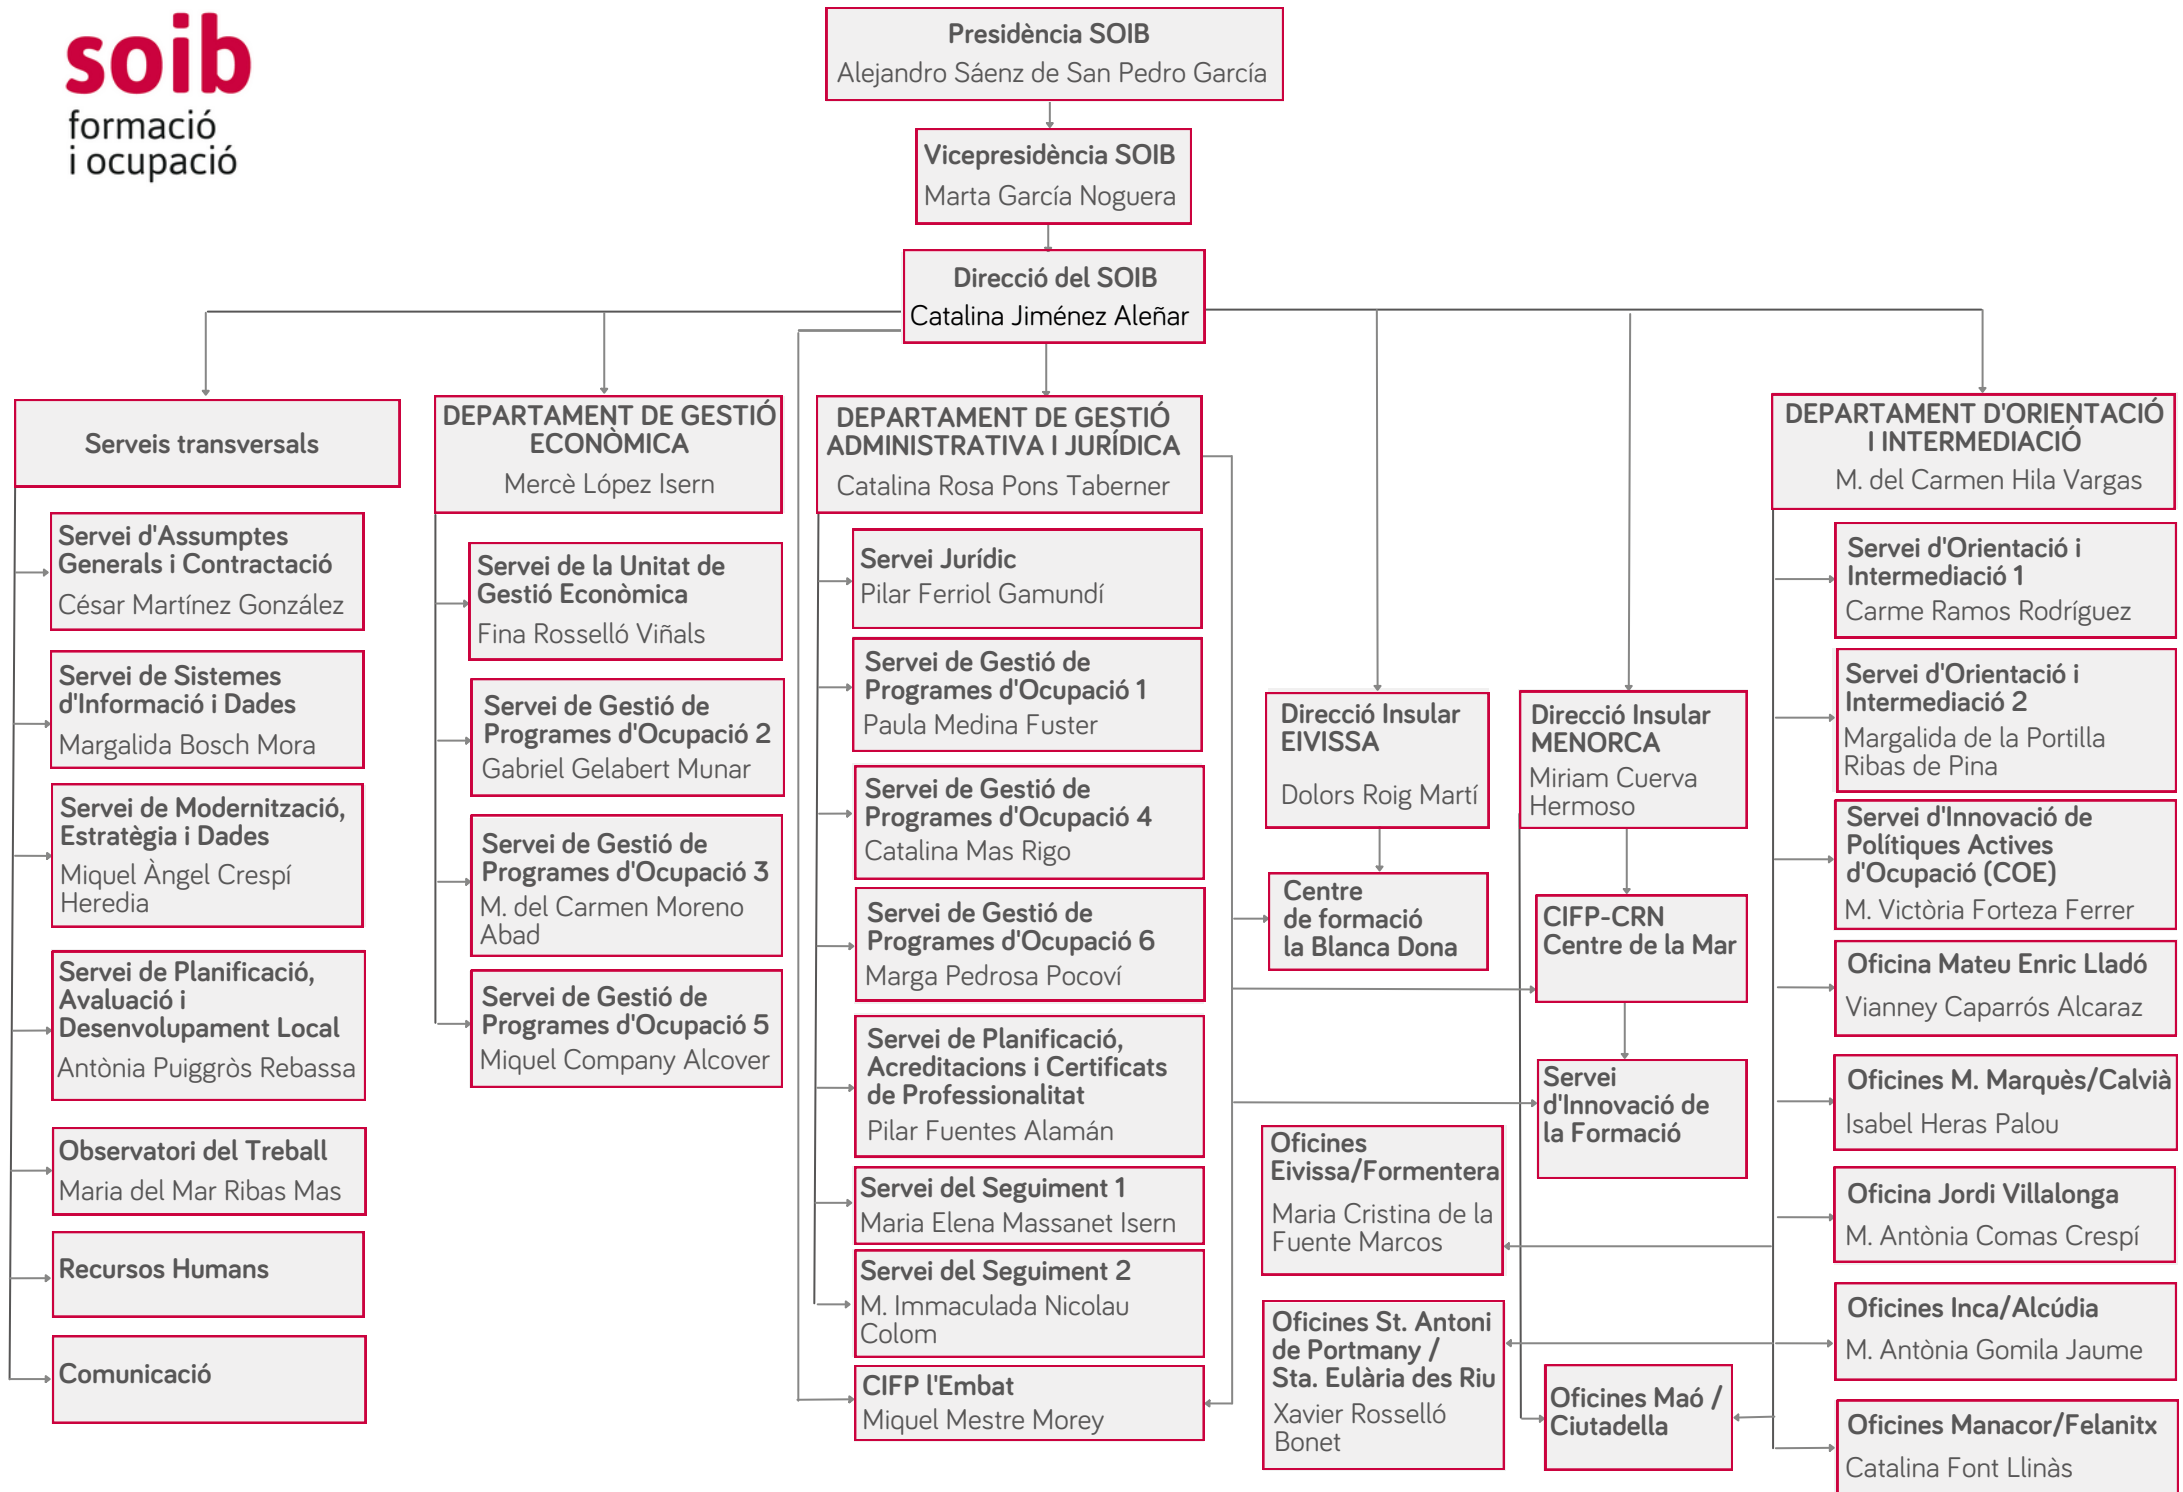 soib
formació
i ocupació
Presidència SOIB
Alejandro Sáenz de San Pedro García
Vicepresidència SOIB
Marta García Noguera
Direcció del SOIB
Catalina Jiménez Aleñar
Serveis transversals
Servei d'Assumptes
Generals i Contractació
César Martínez González
Servei de Sistemes
d'Informació i Dades
Margalida Bosch Mora
Servei de Modernització,
Estratègia i Dades
Miquel Àngel Crespí
Heredia
Servei de Planificació,
Avaluació i
Desenvolupament Local
Antònia Puiggròs Rebassa
Observatori del Treball
Maria del Mar Ribas Mas
Recursos Humans
Comunicació
DEPARTAMENT DE GESTIÓ
ECONÒMICA
Mercè López Isern
Servei de la Unitat de
Gestió Econòmica
Fina Rosselló Viñals
Servei de Gestió de
Programes d'Ocupació 2
Gabriel Gelabert Munar
Servei de Gestió de
Programes d'Ocupació 3
M. del Carmen Moreno
Abad
Servei de Gestió de
Programes d'Ocupació 5
Miquel Company Alcover
DEPARTAMENT DE GESTIÓ
ADMINISTRATIVA I JURÍDICA
Catalina Rosa Pons Taberner
Servei Jurídic
Pilar Ferriol Gamundí
Servei de Gestió de
Programes d'Ocupació 1
Paula Medina Fuster
Servei de Gestió de
Programes d'Ocupació 4
Catalina Mas Rigo
Servei de Gestió de
Programes d'Ocupació 6
Marga Pedrosa Pocoví
Servei de Planificació,
Acreditacions i Certificats
de Professionalitat
Pilar Fuentes Alamán
Servei del Seguiment 1
Maria Elena Massanet Isern
Servei del Seguiment 2
M. Immaculada Nicolau
Colom
CIFP l'Embat
Miquel Mestre Morey
Direcció Insular
EIVISSA
Dolors Roig Martí
Centre
de formació
la Blanca Dona
Oficines
Eivissa/Formentera
Maria Cristina de la
Fuente Marcos
Oficines St. Antoni
de Portmany /
Sta. Eulària des Riu
Xavier Rosselló
Bonet
Direcció Insular
MENORCA
Miriam Cuerva
Hermoso
CIFP-CRN
Centre de la Mar
Servei
d'Innovació de
la Formació
Oficines Maó /
Ciutadella
DEPARTAMENT D'ORIENTACIÓ
I INTERMEDIACIÓ
M. del Carmen Hila Vargas
Servei d'Orientació i
Intermediació 1
Carme Ramos Rodríguez
Servei d'Orientació i
Intermediació 2
Margalida de la Portilla
Ribas de Pina
Servei d'Innovació de
Polítiques Actives
d'Ocupació (COE)
M. Victòria Forteza Ferrer
Oficina Mateu Enric Lladó
Vianney Caparrós Alcaraz
Oficines M. Marquès/Calvià
Isabel Heras Palou
Oficina Jordi Villalonga
M. Antònia Comas Crespí
Oficines Inca/Alcúdia
M. Antònia Gomila Jaume
Oficines Manacor/Felanitx
Catalina Font Llinàs